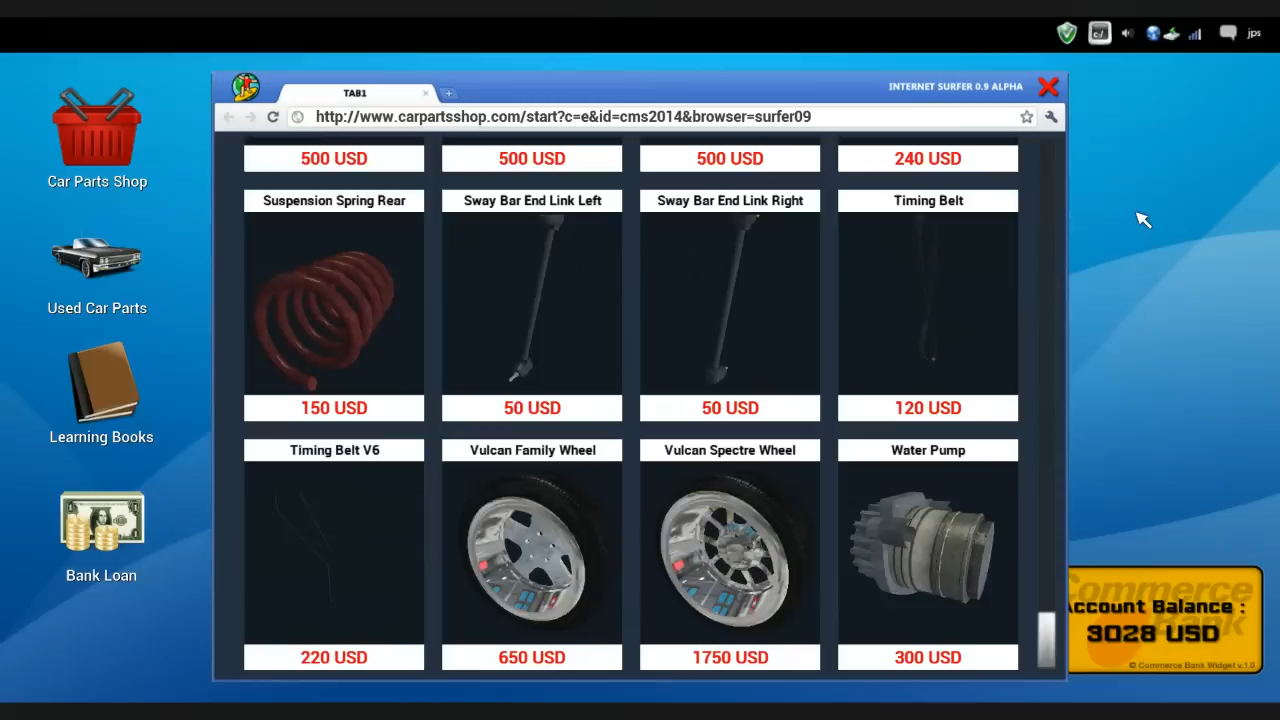 jps
Car Parts Shop
Used Car Parts
Learning Books
Bank Loan
TAB1
INTERNET SURFER 0.9 ALPHA
http://www.carpartsshop.com/start?c=e&id=cms2014&browser=surfer09
500 USD
500 USD
500 USD
240 USD
Suspension Spring Rear
Sway Bar End Link Left
Sway Bar End Link Right
Timing Belt
150 USD
50 USD
50 USD
120 USD
Timing Belt V6
Vulcan Family Wheel
Vulcan Spectre Wheel
Water Pump
220 USD
650 USD
1750 USD
300 USD
Commerce
Bank
Account Balance :
3028 USD
© Commerce Bank Widget v.1.0